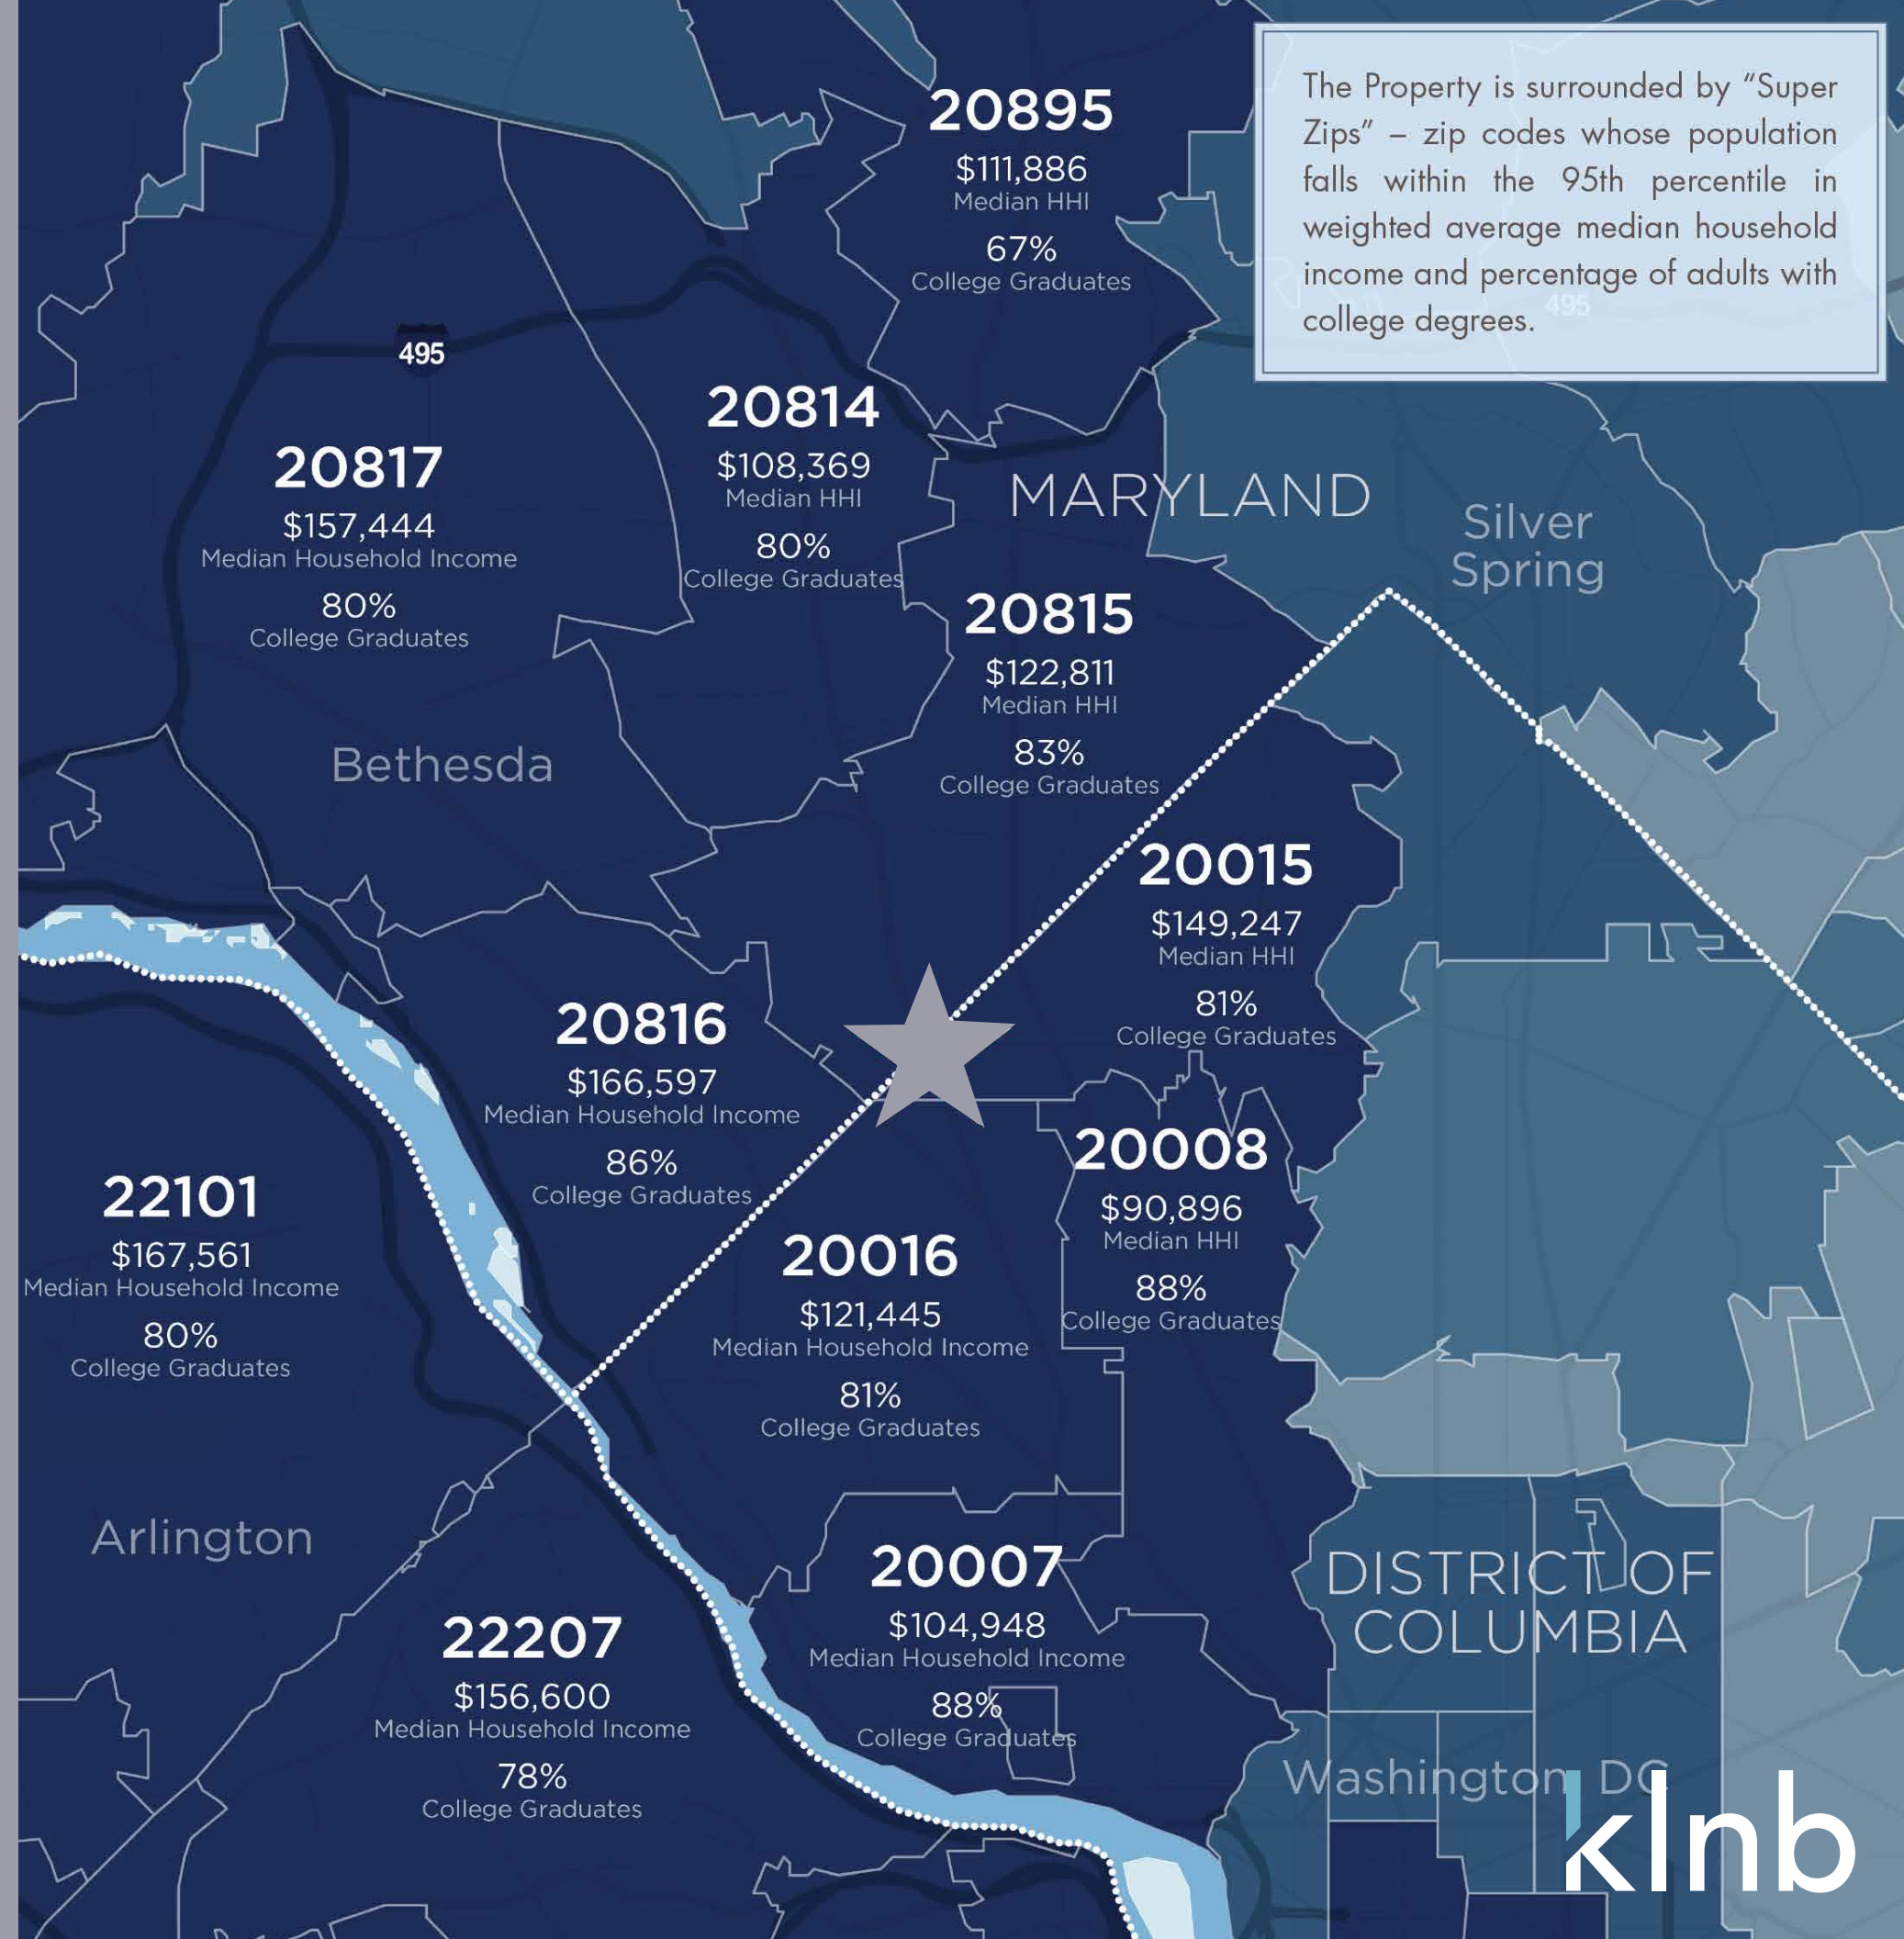 The Property is surrounded by “Super
Zips” – zip codes whose population
falls within the 95th percentile in
weighted average median household
income and percentage of adults with
college degrees.
495
20895
$111,886
Median HHI
67%
College Graduates
495
20814
$108,369
Median HHI
80%
College Graduates
20817
$157,444
Median Household Income
80%
College Graduates
MARYLAND
Silver
Spring
20815
$122,811
Median HHI
83%
College Graduates
Bethesda
20015
$149,247
Median HHI
81%
College Graduates
20816
$166,597
Median Household Income
86%
College Graduates
20008
$90,896
Median HHI
88%
College Graduates
22101
$167,561
Median Household Income
80%
College Graduates
20016
$121,445
Median Household Income
81%
College Graduates
Arlington
20007
$104,948
Median Household Income
88%
College Graduates
DISTRICT OF
COLUMBIA
22207
$156,600
Median Household Income
78%
College Graduates
Washington DC
klnb